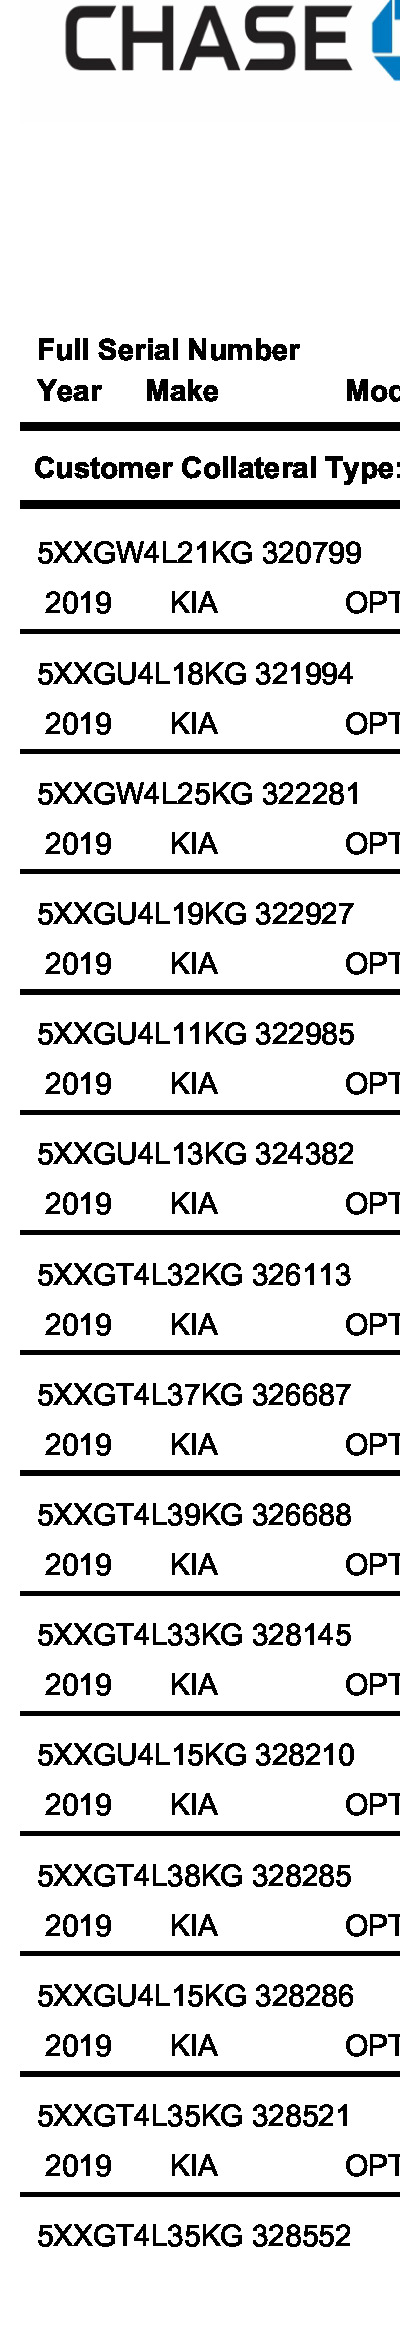 CHASE
Full Serial Number
Year Make
Customer Collateral Type:
5XXGW4L21KG 320799
2019 KIA OPT
5XXGU4L18KG 321994
2019 KIA OPT
5XXGW4L25KG 322281
2019 KIA OPT
5XXGU4L19KG 322927
2019 KIA OPT
5XXGU4L11KG 322985
2019 KIA OPT
5XXGU4L13KG 324382
2019 KIA OPT
5XXGT4L32KG 326113
2019 KIA OPT
5XXGT4L37KG 326687
2019 KIA OPT
5XXGT4L39KG 326688
2019 KIA OPT
5XXGT4L33KG 328145
2019 KIA OPT
5XXGU4L15KG 328210
2019 KIA OPT
5XXGT4L38KG 328285
2019 KIA OPT
5XXGU4L15KG 328286
2019 KIA OPT
5XXGT4L35KG 328521
2019 KIA OPT
5XXGT4L35KG 328552